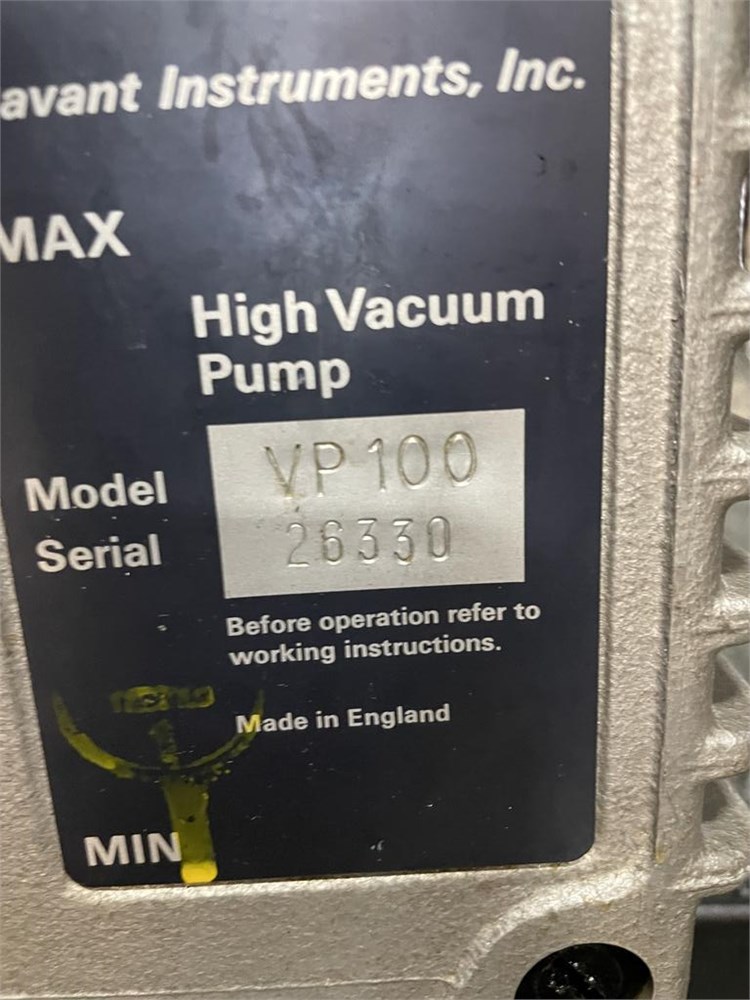 avant Instruments, Inc.
MAX
High Vacuum
Pump
Model VP100
Serial 26330
Before operation refer to
working instructions.
Made in England
MIN